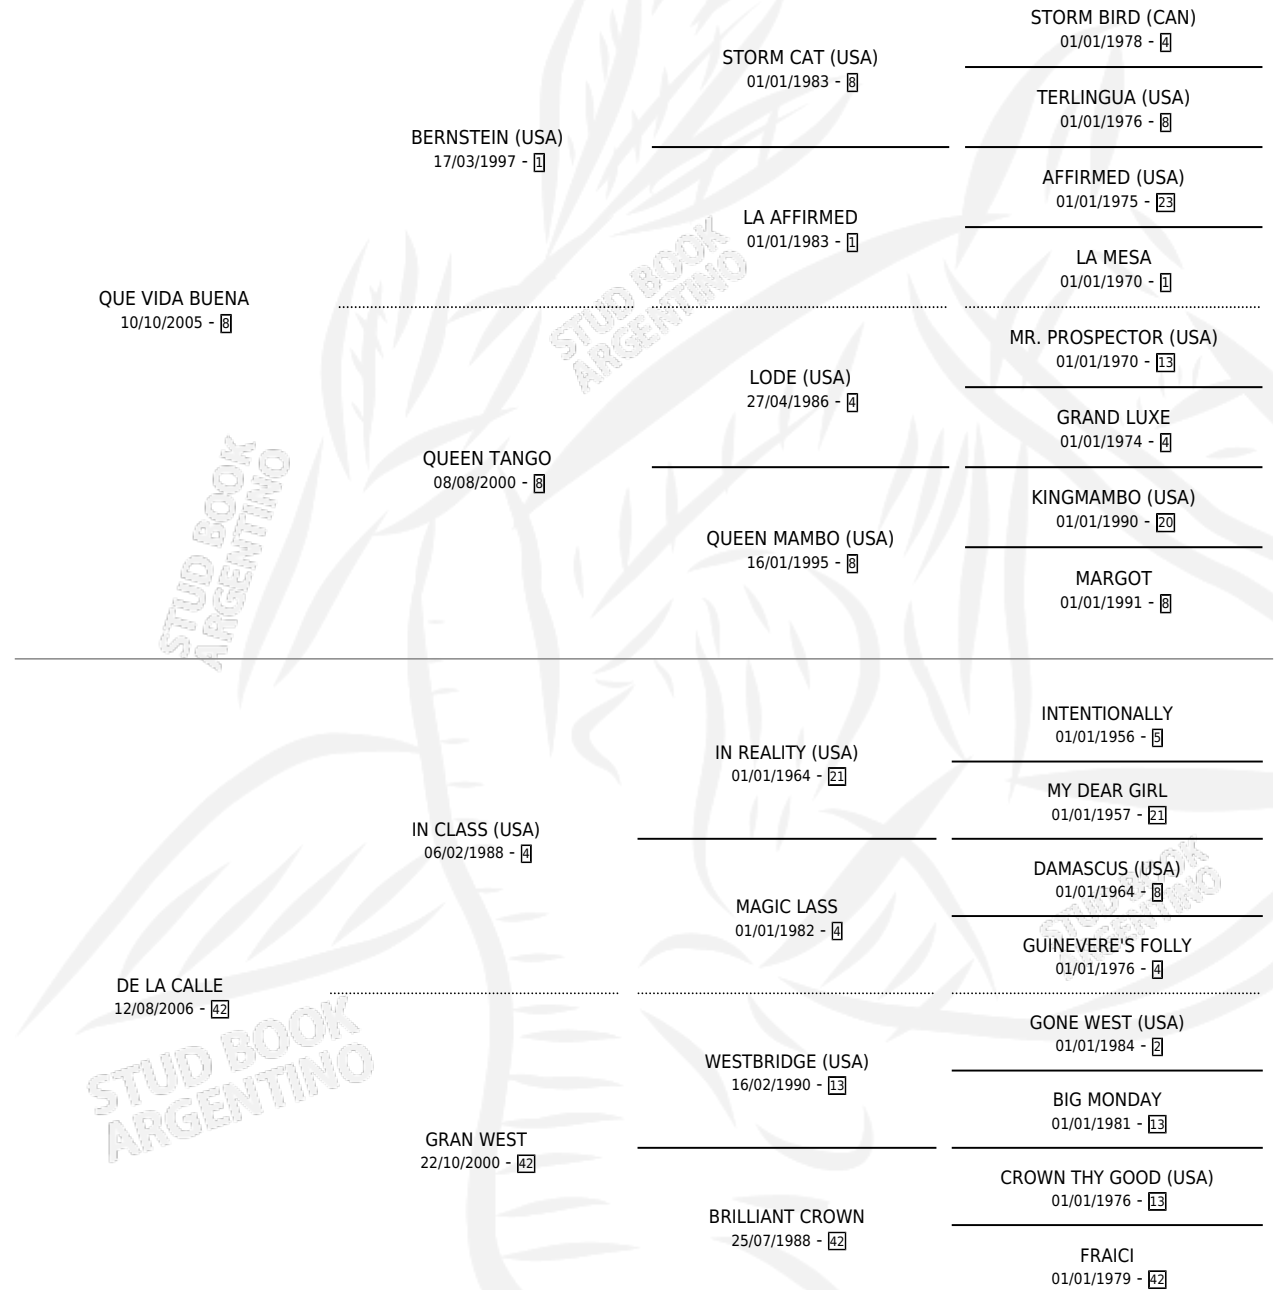 STORM BIRD (CAN)
01/01/1978 - 4
STORM CAT (USA)
01/01/1983 - 8
TERLINGUA (USA)
01/01/1976 - 8
BERNSTEIN (USA)
17/03/1997 - 1
AFFIRMED (USA)
01/01/1975 - 23
LA AFFIRMED
01/01/1983 - 1
LA MESA
01/01/1970 - 1
QUE VIDA BUENA
10/10/2005 - 8
MR. PROSPECTOR (USA)
01/01/1970 - 13
LODE (USA)
27/04/1986 - 4
GRAND LUXE
01/01/1974 - 4
QUEEN TANGO
08/08/2000 - 8
KINGMAMBO (USA)
01/01/1990 - 20
QUEEN MAMBO (USA)
16/01/1995 - 8
MARGOT
01/01/1991 - 8
STUD BOOK
ARGENTINO
STUD BOOK
ARGENTINO
INTENTIONALLY
01/01/1956 - 5
IN REALITY (USA)
01/01/1964 - 21
MY DEAR GIRL
01/01/1957 - 21
IN CLASS (USA)
06/02/1988 - 4
DAMASCUS (USA)
01/01/1964 - 8
MAGIC LASS
01/01/1982 - 4
GUINEVERE'S FOLLY
01/01/1976 - 4
DE LA CALLE
12/08/2006 - 42
GONE WEST (USA)
01/01/1984 - 2
WESTBRIDGE (USA)
16/02/1990 - 13
BIG MONDAY
01/01/1981 - 13
GRAN WEST
22/10/2000 - 42
CROWN THY GOOD (USA)
01/01/1976 - 13
BRILLIANT CROWN
25/07/1988 - 42
FRAICI
01/01/1979 - 42
STUD BOOK
ARGENTINO
STUD BOOK
ARGENTINO